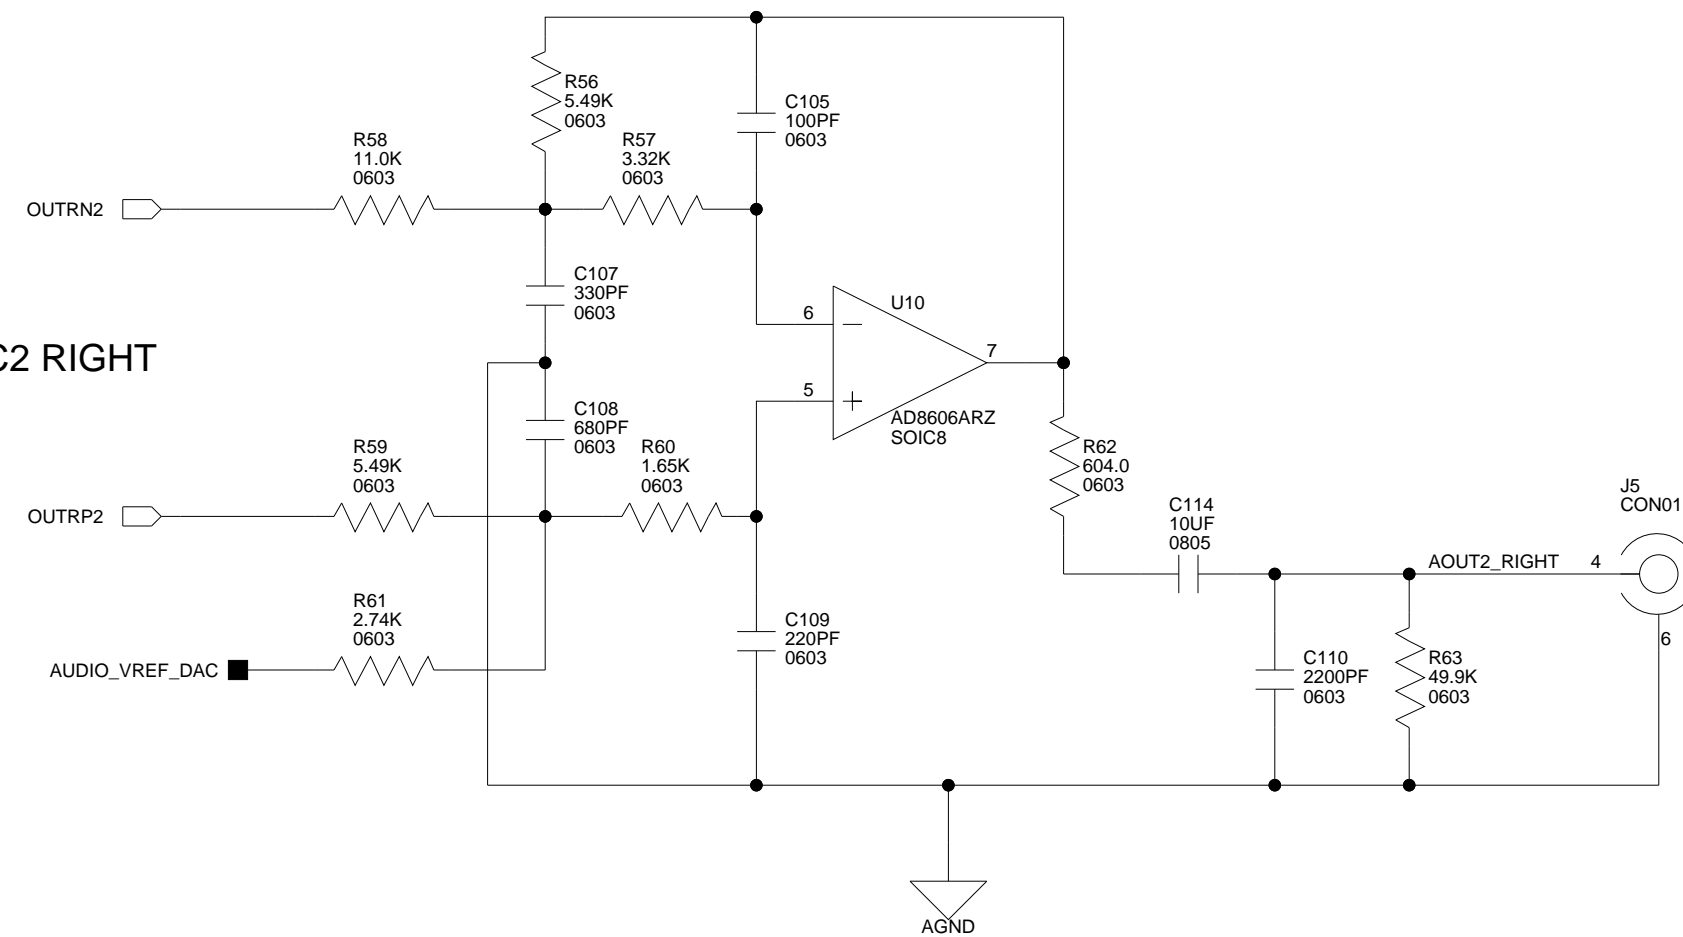 R56
5.49K
0603
C105
100PF
0603
R58
11.0K
0603
R57
3.32K
0603
OUTRN2
C107
330PF
0603
U10
6
7
5
AD8606ARZ
SOIC8
C2 RIGHT
C108
680PF
0603
R59
5.49K
0603
R60
1.65K
0603
OUTRP2
R62
604.0
0603
C114
10UF
0805
J5
CON01
AOUT2_RIGHT
4
6
R61
2.74K
0603
AUDIO_VREF_DAC
C109
220PF
0603
C110
2200PF
0603
R63
49.9K
0603
AGND